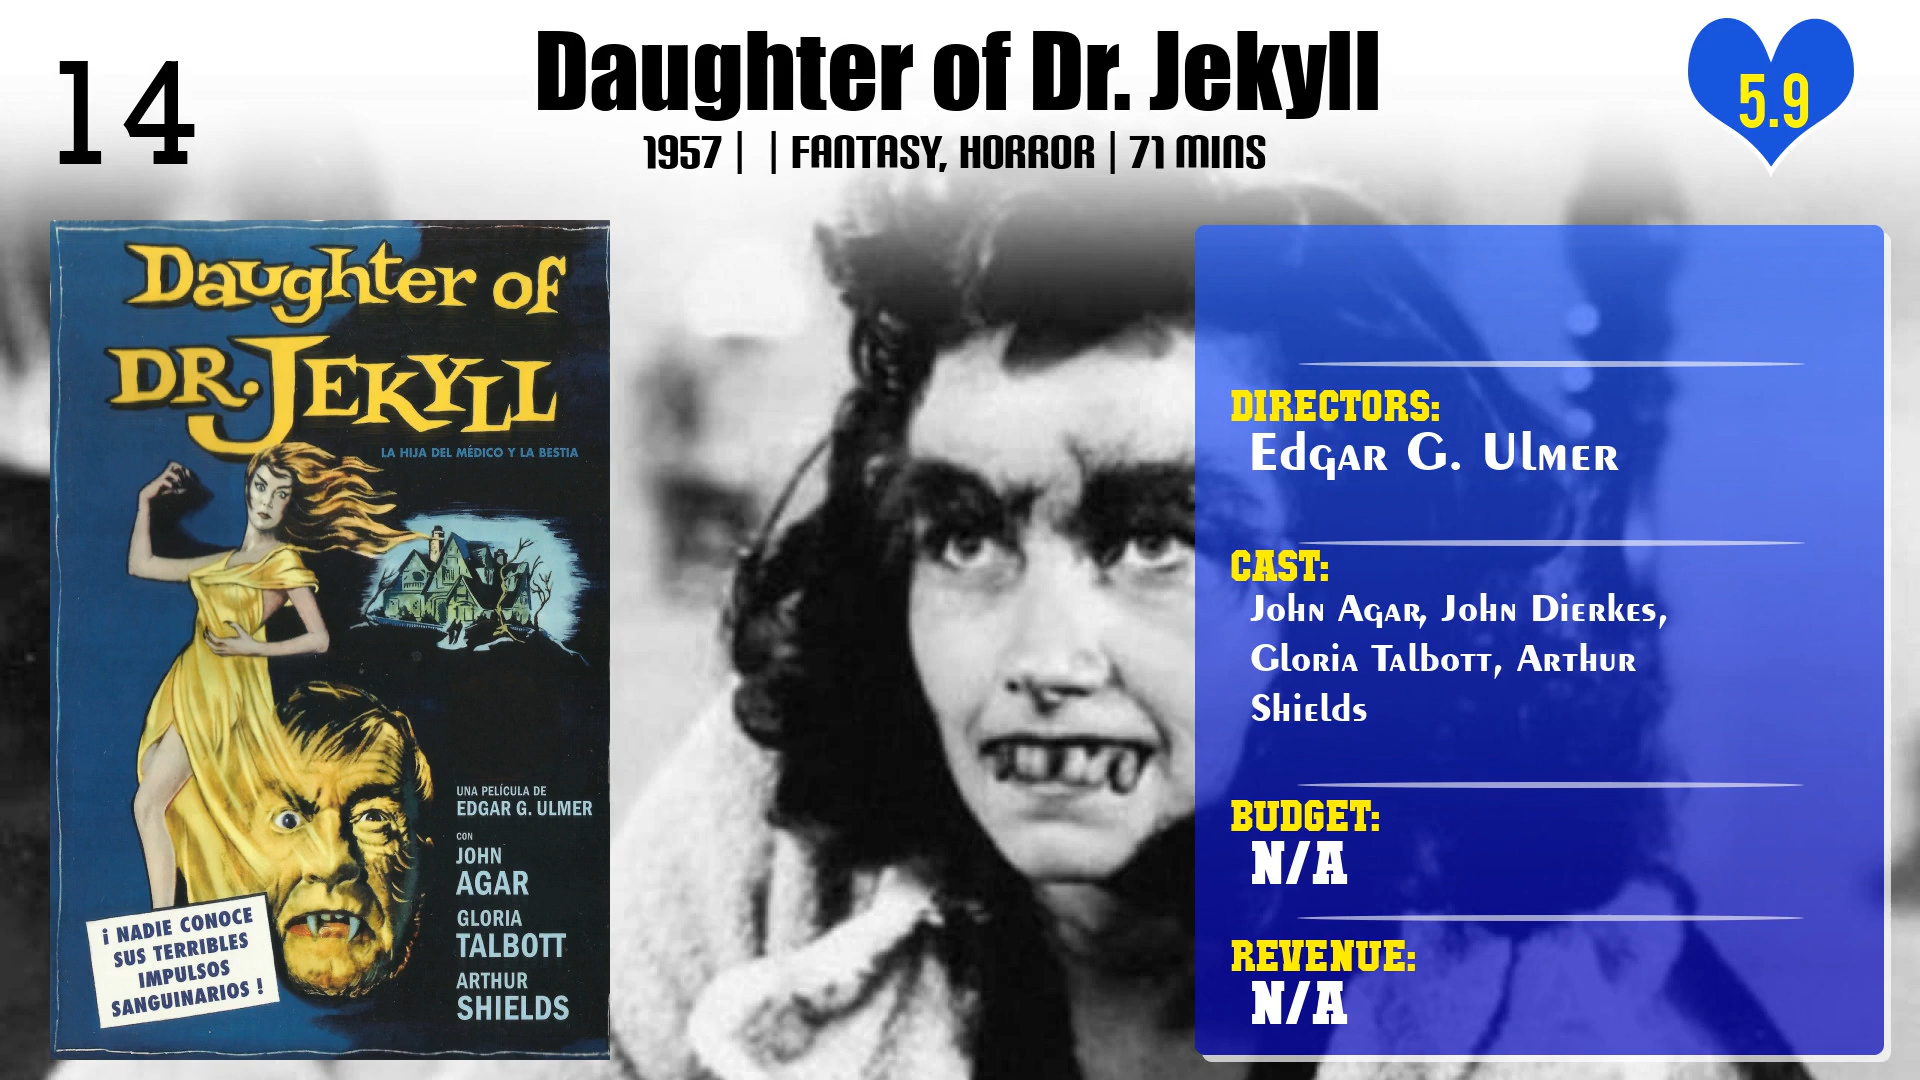 14
Daughter of Dr. Jekyll
1957 | | FANTASY, HORROR | 71 MINS
5.9
Daughter of
DR. JEKYLL
LA HIJA DEL MÉDICO Y LA BESTIA
UNA PELÍCULA DE
EDGAR G. ULMER
CON
JOHN
AGAR
GLORIA
TALBOTT
ARTHUR
SHIELDS
¡ NADIE CONOCE
SUS TERRIBLES
IMPULSOS
SANGUINARIOS !
DIRECTORS:
Edgar G. Ulmer
CAST:
John Agar, John Dierkes,
Gloria Talbott, Arthur
Shields
BUDGET:
N/A
REVENUE:
N/A